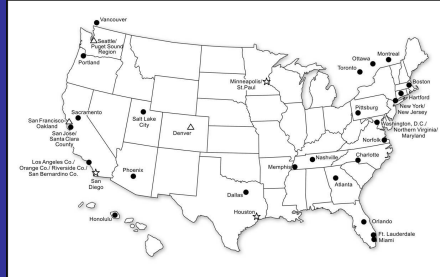 Vancouver
Seattle/
Puget Sound
Region
Portland
Ottawa
Montreal
Toronto
Minneapolis/
St.Paul
Boston
Hartford
New York/
New Jersey
Pittsburg
Sacramento
San Francisco
Oakland
Salt Lake
City
Denver
San Jose/
Santa Clara
County
Washington, D.C./
Northern Virginia/
Maryland
Norfolk
Los Angeles Co./
Orange Co./ Riverside Co./
San Bernardino Co.
San
Diego
Phoenix
Nashville
Memphis
Charlotte
Atlanta
Dallas
Honolulu
Houston
Orlando
Ft. Lauderdale
Miami